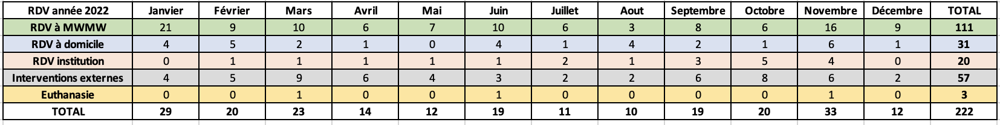 RDV année 2022 Janvier Février Mars Avril Mai Juin Juillet Aout Septembre Octobre Novembre Décembre TOTAL
RDV à MWMW 21 9 10 6 7 10 6 3 8 6 16 9 111
RDV à domicile 4 5 2 1 0 4 1 4 2 1 6 1 31
RDV institution 0 1 1 1 1 1 2 1 3 5 4 0 20
Interventions externes 4 5 9 6 4 3 2 2 6 8 6 2 57
Euthanasie 0 0 1 0 0 1 0 0 0 0 1 0 3
TOTAL 29 20 23 14 12 19 11 10 19 20 33 12 222